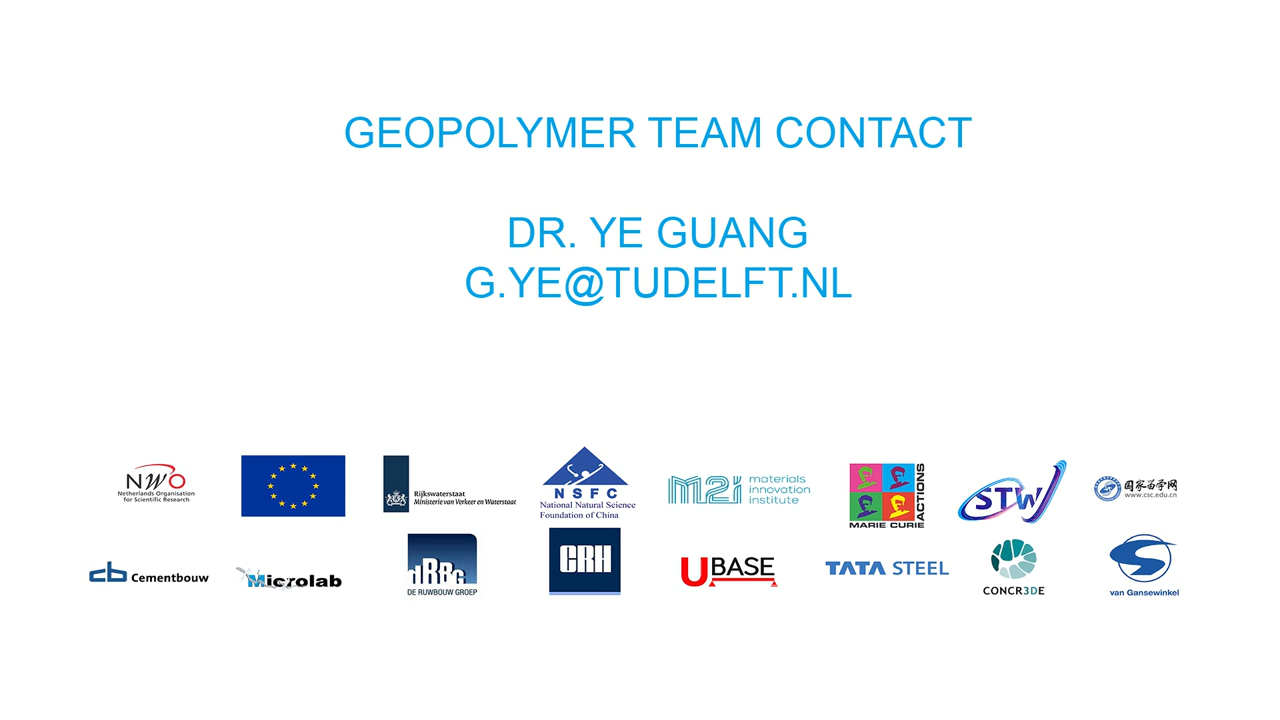 GEOPOLYMER TEAM CONTACT
DR. YE GUANG
G.YE@TUDELFT.NL
NWO
Netherlands Organisation
for Scientific Research
Rijkswaterstaat
Ministerie van Verkeer en Waterstaat
NSFC
National Natural Science
Foundation of China
m2i
materials
innovation
institute
MARIE CURIE
ACTIONS
STW
国家留学网
www.csc.edu.cn
cb
Cementbouw
Microlab
dRBG
DE RUWBOUW GROEP
CRH
UBASE
TATA STEEL
CONCR3DE
van Gansewinkel